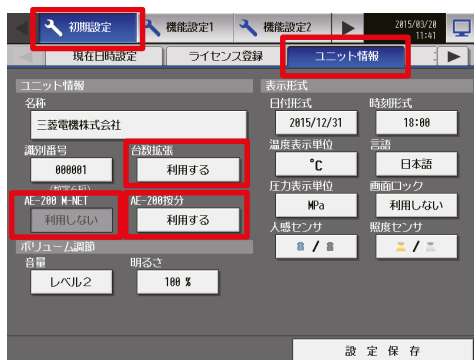 初期設定
機能設定1
機能設定2
2015/03/20
11:41
現在日時設定
ライセンス登録
ユニット情報
ユニット情報
表示形式
名称
日付形式
時刻形式
三菱電機株式会社
2015/12/31
18:00
識別番号
台数拡張
温度表示単位
言語
000001
利用する
℃
日本語
(数字6桁)
圧力表示単位
画面ロック
AE-200 M-NET
AE-200按分
MPa
利用しない
利用しない
利用する
人感センサ
照度センサ
ボリューム調節
/
/
音量
明るさ
レベル2
100 %
設定保存